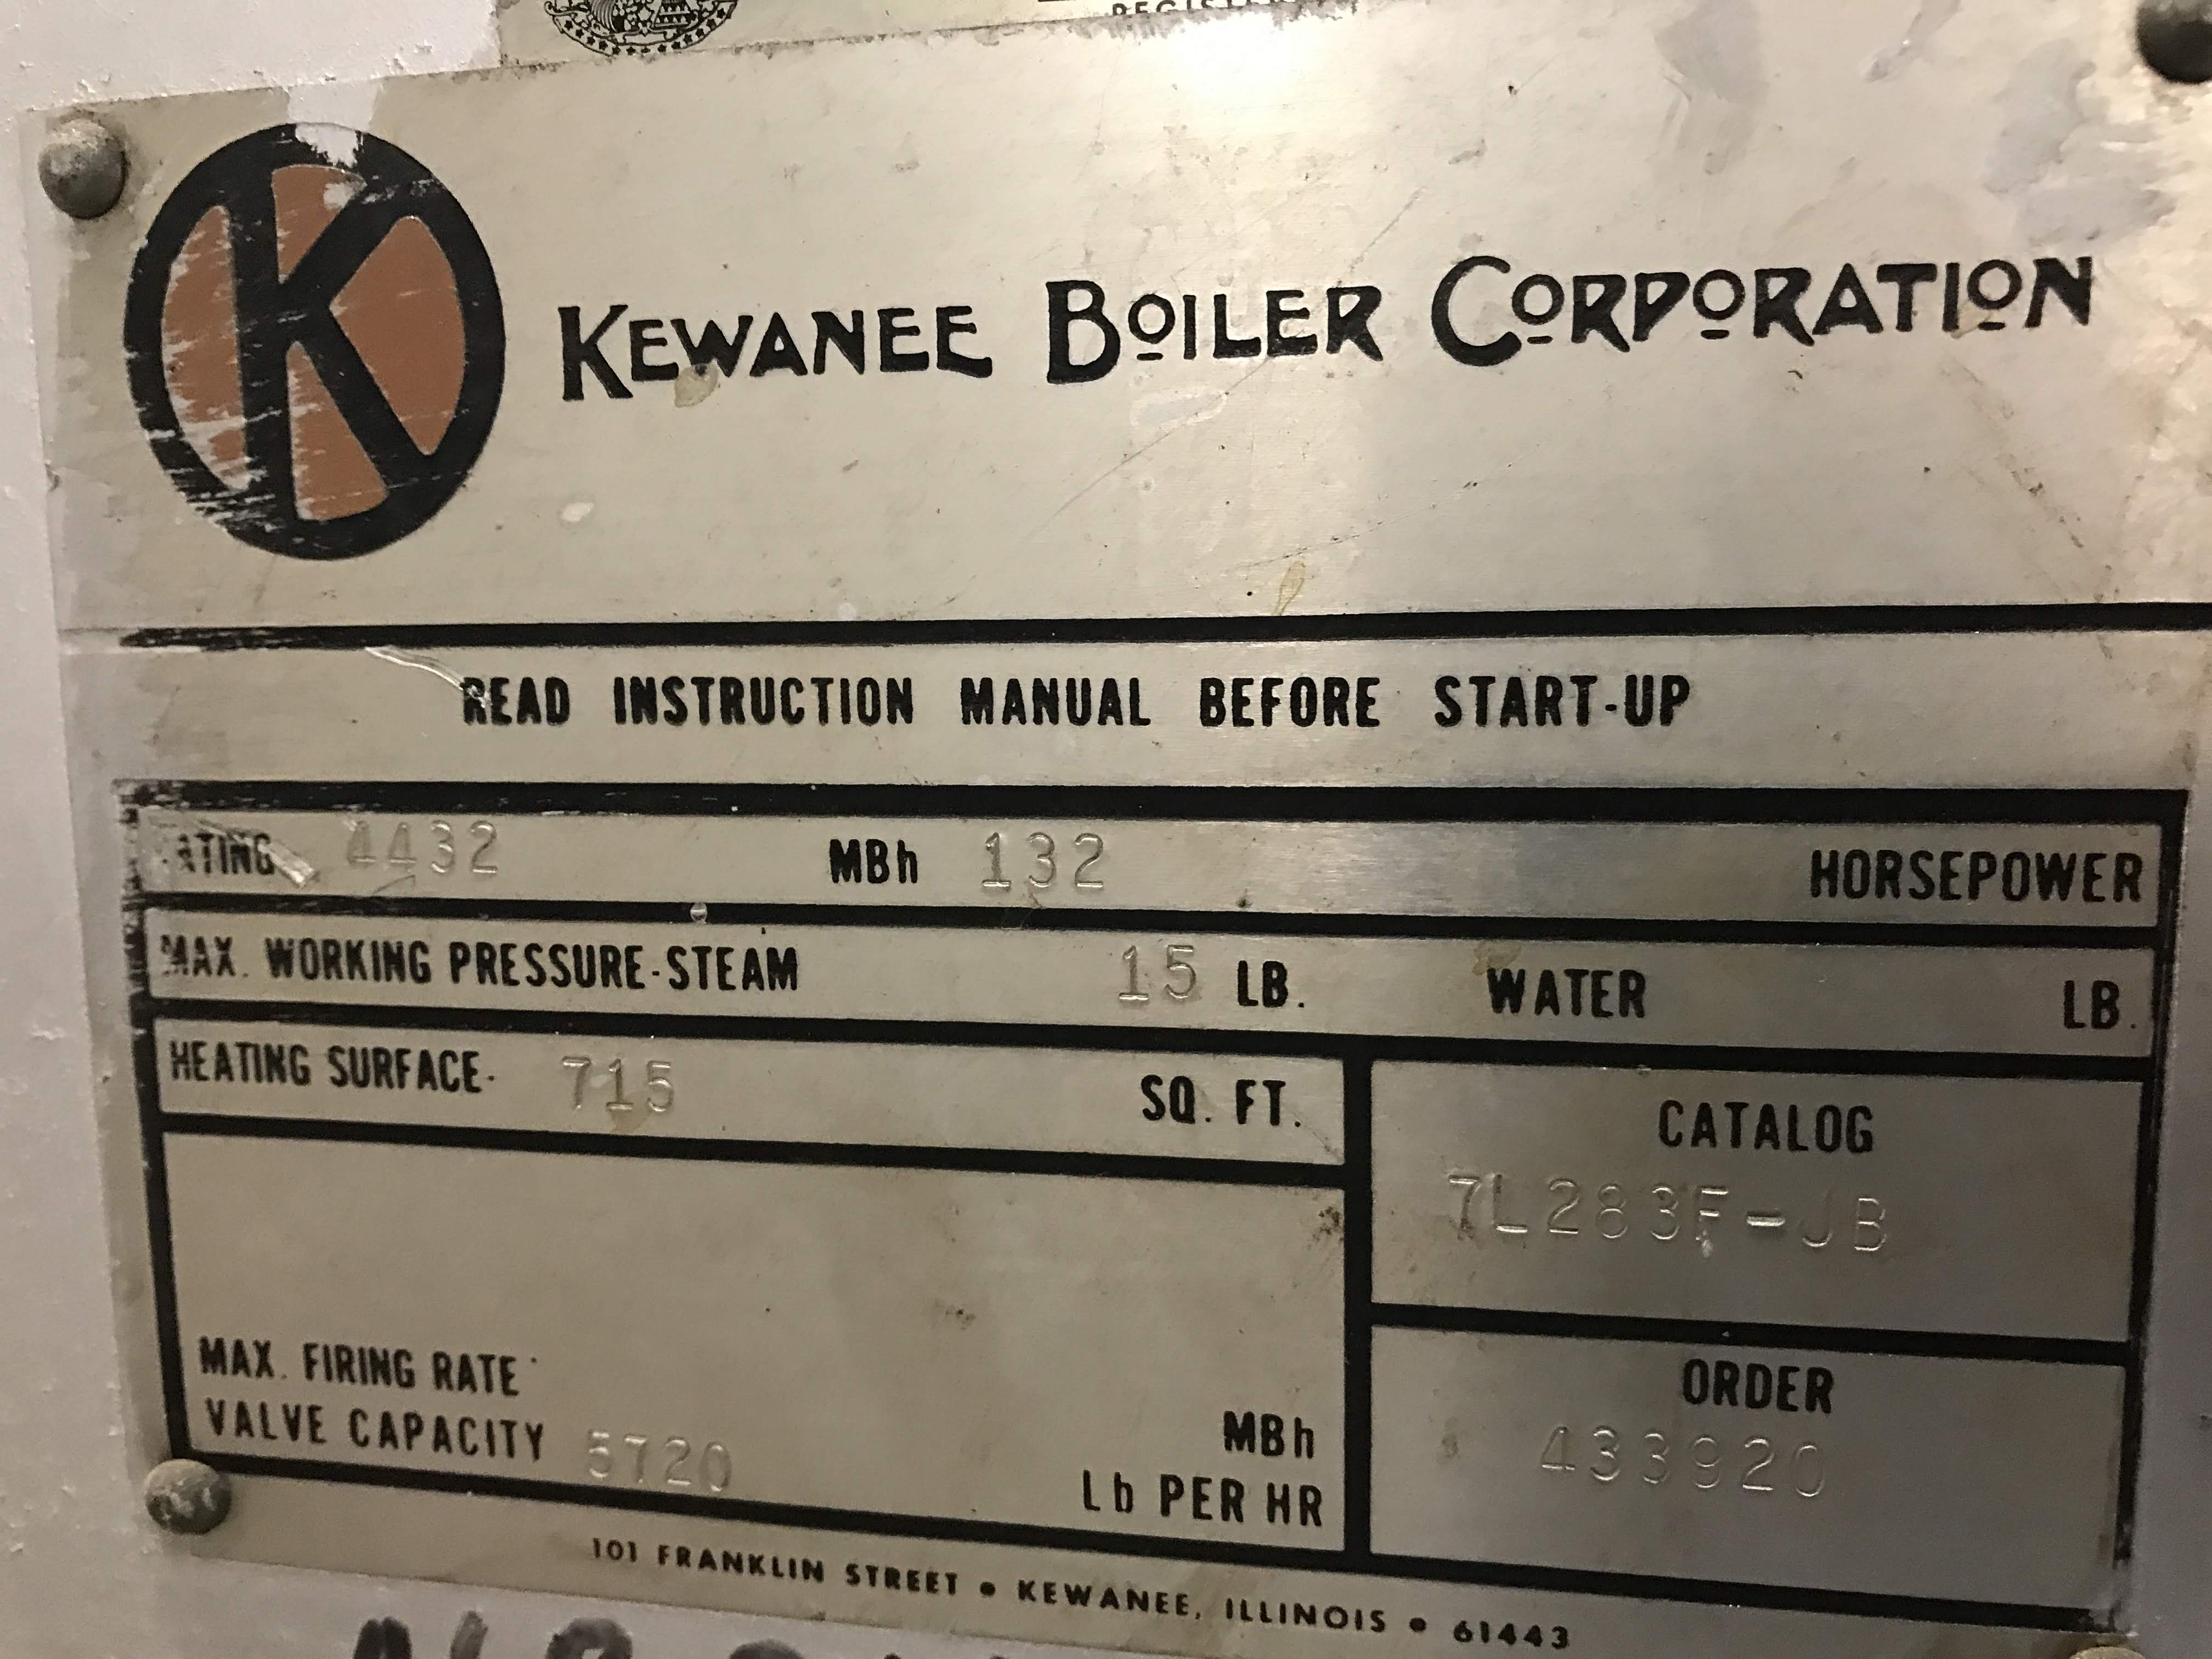 K
KEWANEE BOILER CORPORATION
READ INSTRUCTION MANUAL BEFORE START-UP
ATING 4432 MBh 132 HORSEPOWER
MAX. WORKING PRESSURE-STEAM 15 LB. WATER LB.
HEATING SURFACE- 715 SQ. FT.
CATALOG
7L283F-JB
MAX. FIRING RATE MBh
VALVE CAPACITY 5720 Lb PER HR
ORDER
433920
101 FRANKLIN STREET • KEWANEE, ILLINOIS • 61443